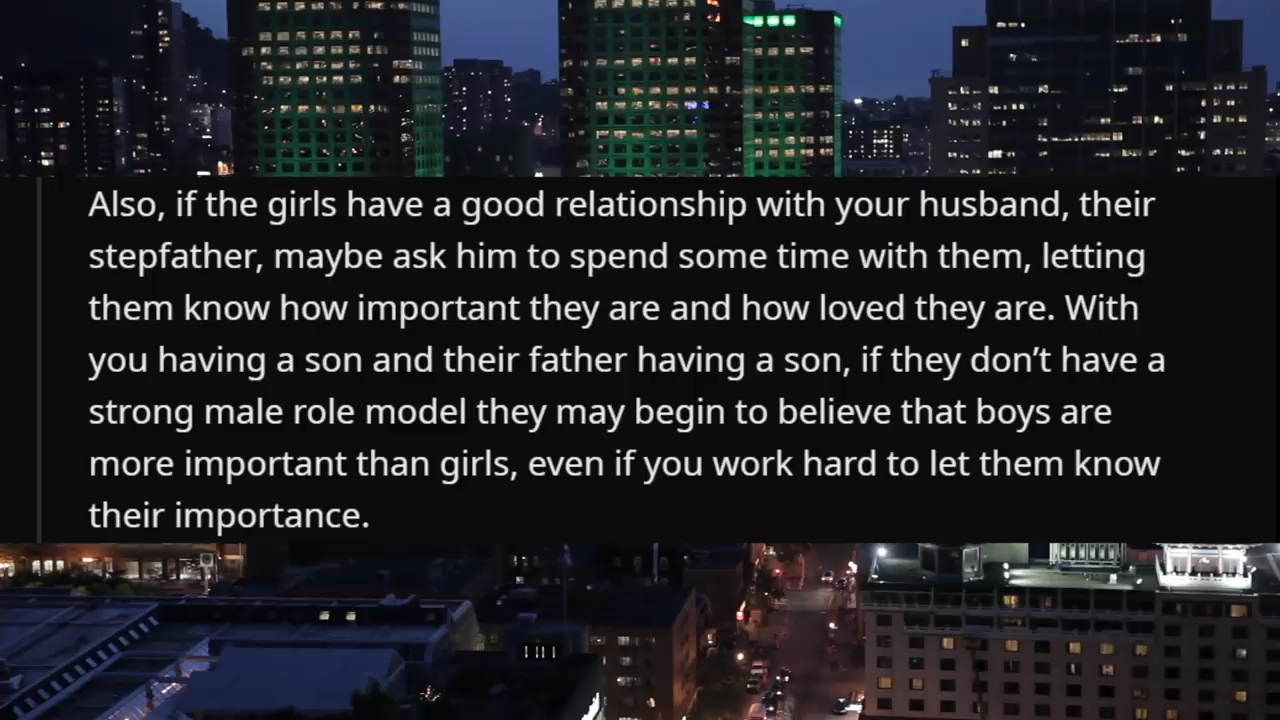 Also, if the girls have a good relationship with your husband, their
stepfather, maybe ask him to spend some time with them, letting
them know how important they are and how loved they are. With
you having a son and their father having a son, if they don’t have a
strong male role model they may begin to believe that boys are
more important than girls, even if you work hard to let them know
their importance.